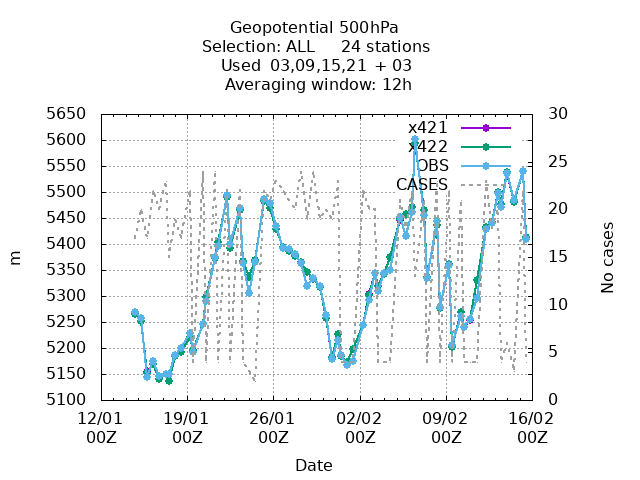 Geopotential 500hPa
Selection: ALL 24 stations
Used 03,09,15,21 + 03
Averaging window: 12h
5650
5600
5550
5500
5450
5400
5350
5300
5250
5200
5150
5100
m
30
25
20
15
10
5
0
No cases
x421
x422
OBS
CASES
12/01 19/01 26/01 02/02 09/02 16/02
00Z 00Z 00Z 00Z 00Z 00Z
Date